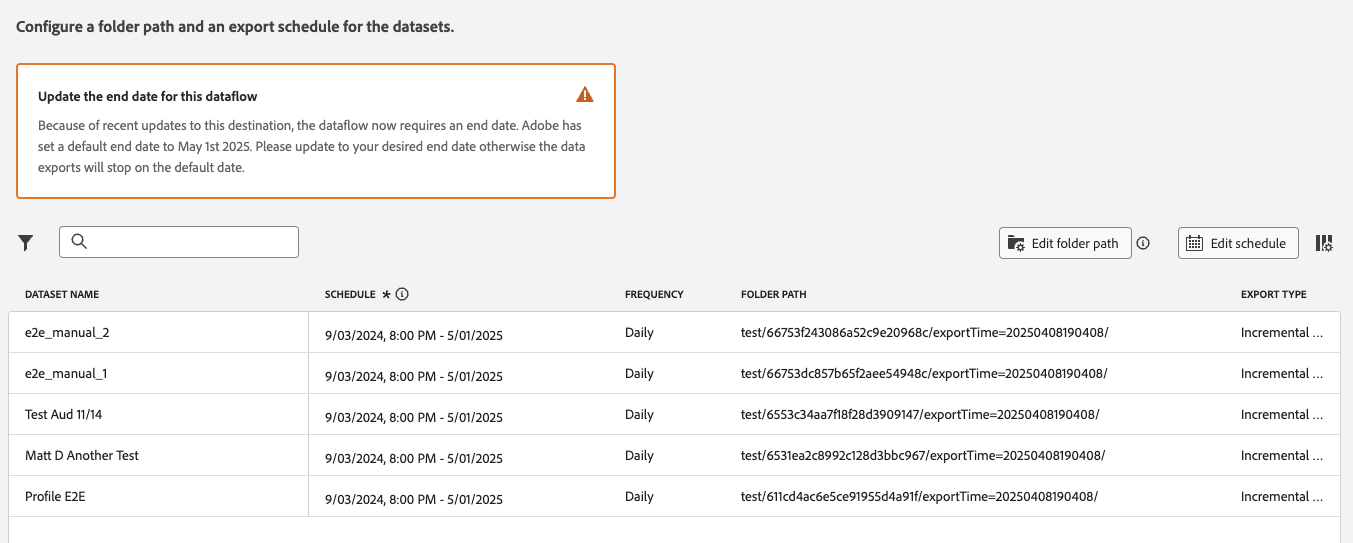 Configure a folder path and an export schedule for the datasets.
Update the end date for this dataflow
Because of recent updates to this destination, the dataflow now requires an end date. Adobe has
set a default end date to May 1st 2025. Please update to your desired end date otherwise the data
exports will stop on the default date.
Edit folder path
Edit schedule
DATASET NAME SCHEDULE * FREQUENCY FOLDER PATH EXPORT TYPE
e2e_manual_2 9/03/2024, 8:00 PM - 5/01/2025 Daily test/66753f243086a52c9e20968c/exportTime=20250408190408/ Incremental ...
e2e_manual_1 9/03/2024, 8:00 PM - 5/01/2025 Daily test/66753dc857b65f2aee54948c/exportTime=20250408190408/ Incremental ...
Test Aud 11/14 9/03/2024, 8:00 PM - 5/01/2025 Daily test/6553c34aa7f18f28d3909147/exportTime=20250408190408/ Incremental ...
Matt D Another Test 9/03/2024, 8:00 PM - 5/01/2025 Daily test/6531ea2c8992c128d3bbc967/exportTime=20250408190408/ Incremental ...
Profile E2E 9/03/2024, 8:00 PM - 5/01/2025 Daily test/611cd4ac6e5ce91955d4a91f/exportTime=20250408190408/ Incremental ...